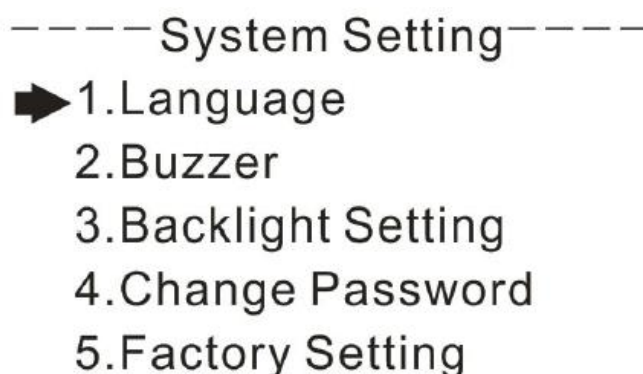 ----System Setting----
1.Language
2.Buzzer
3.Backlight Setting
4.Change Password
5.Factory Setting